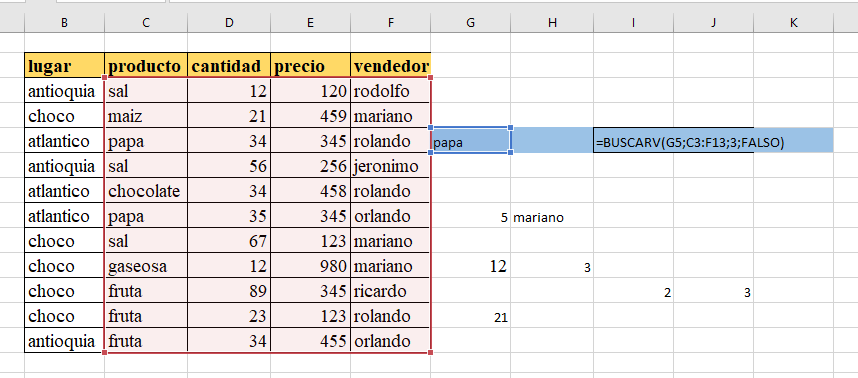 B C D E F G H I J K
lugar producto cantidad precio vendedor
antioquia sal 12 120 rodolfo
choco maiz 21 459 mariano
atlantico papa 34 345 rolando papa =BUSCARV(G5;C3:F13;3;FALSO)
antioquia sal 56 256 jeronimo
atlantico chocolate 34 458 rolando
atlantico papa 35 345 orlando 5 mariano
choco sal 67 123 mariano
choco gaseosa 12 980 mariano 12 3
choco fruta 89 345 ricardo 2 3
choco fruta 23 123 rolando 21
antioquia fruta 34 455 orlando